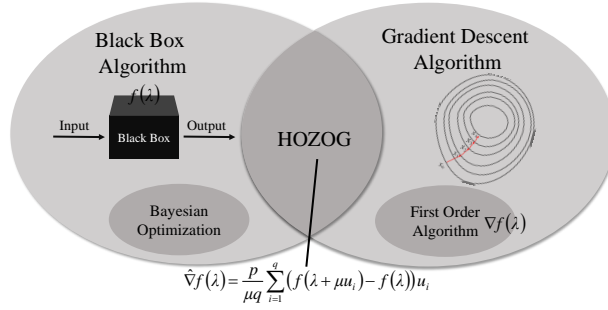 Black Box
Algorithm
f(λ)
Input
Black Box
Output
Bayesian
Optimization
HOZOG
Gradient Descent
Algorithm
First Order
Algorithm ∇f(λ)
∇̂f(λ) = p/μq ∑_{i=1}^{q} (f(λ + μu_i) − f(λ))u_i